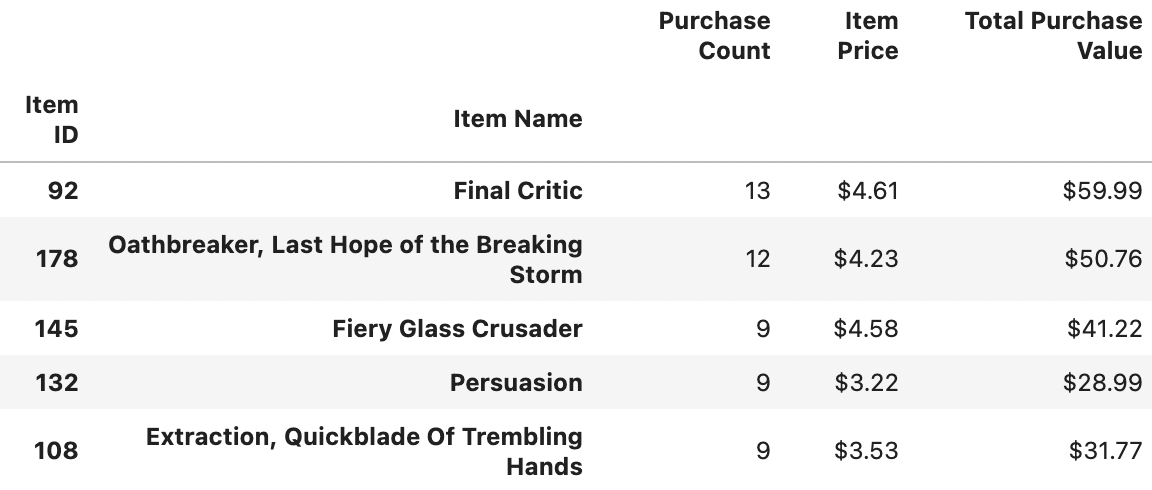 Purchase Count Item Price Total Purchase Value
Item ID Item Name
92 Final Critic 13 $4.61 $59.99
178 Oathbreaker, Last Hope of the Breaking Storm 12 $4.23 $50.76
145 Fiery Glass Crusader 9 $4.58 $41.22
132 Persuasion 9 $3.22 $28.99
108 Extraction, Quickblade Of Trembling Hands 9 $3.53 $31.77